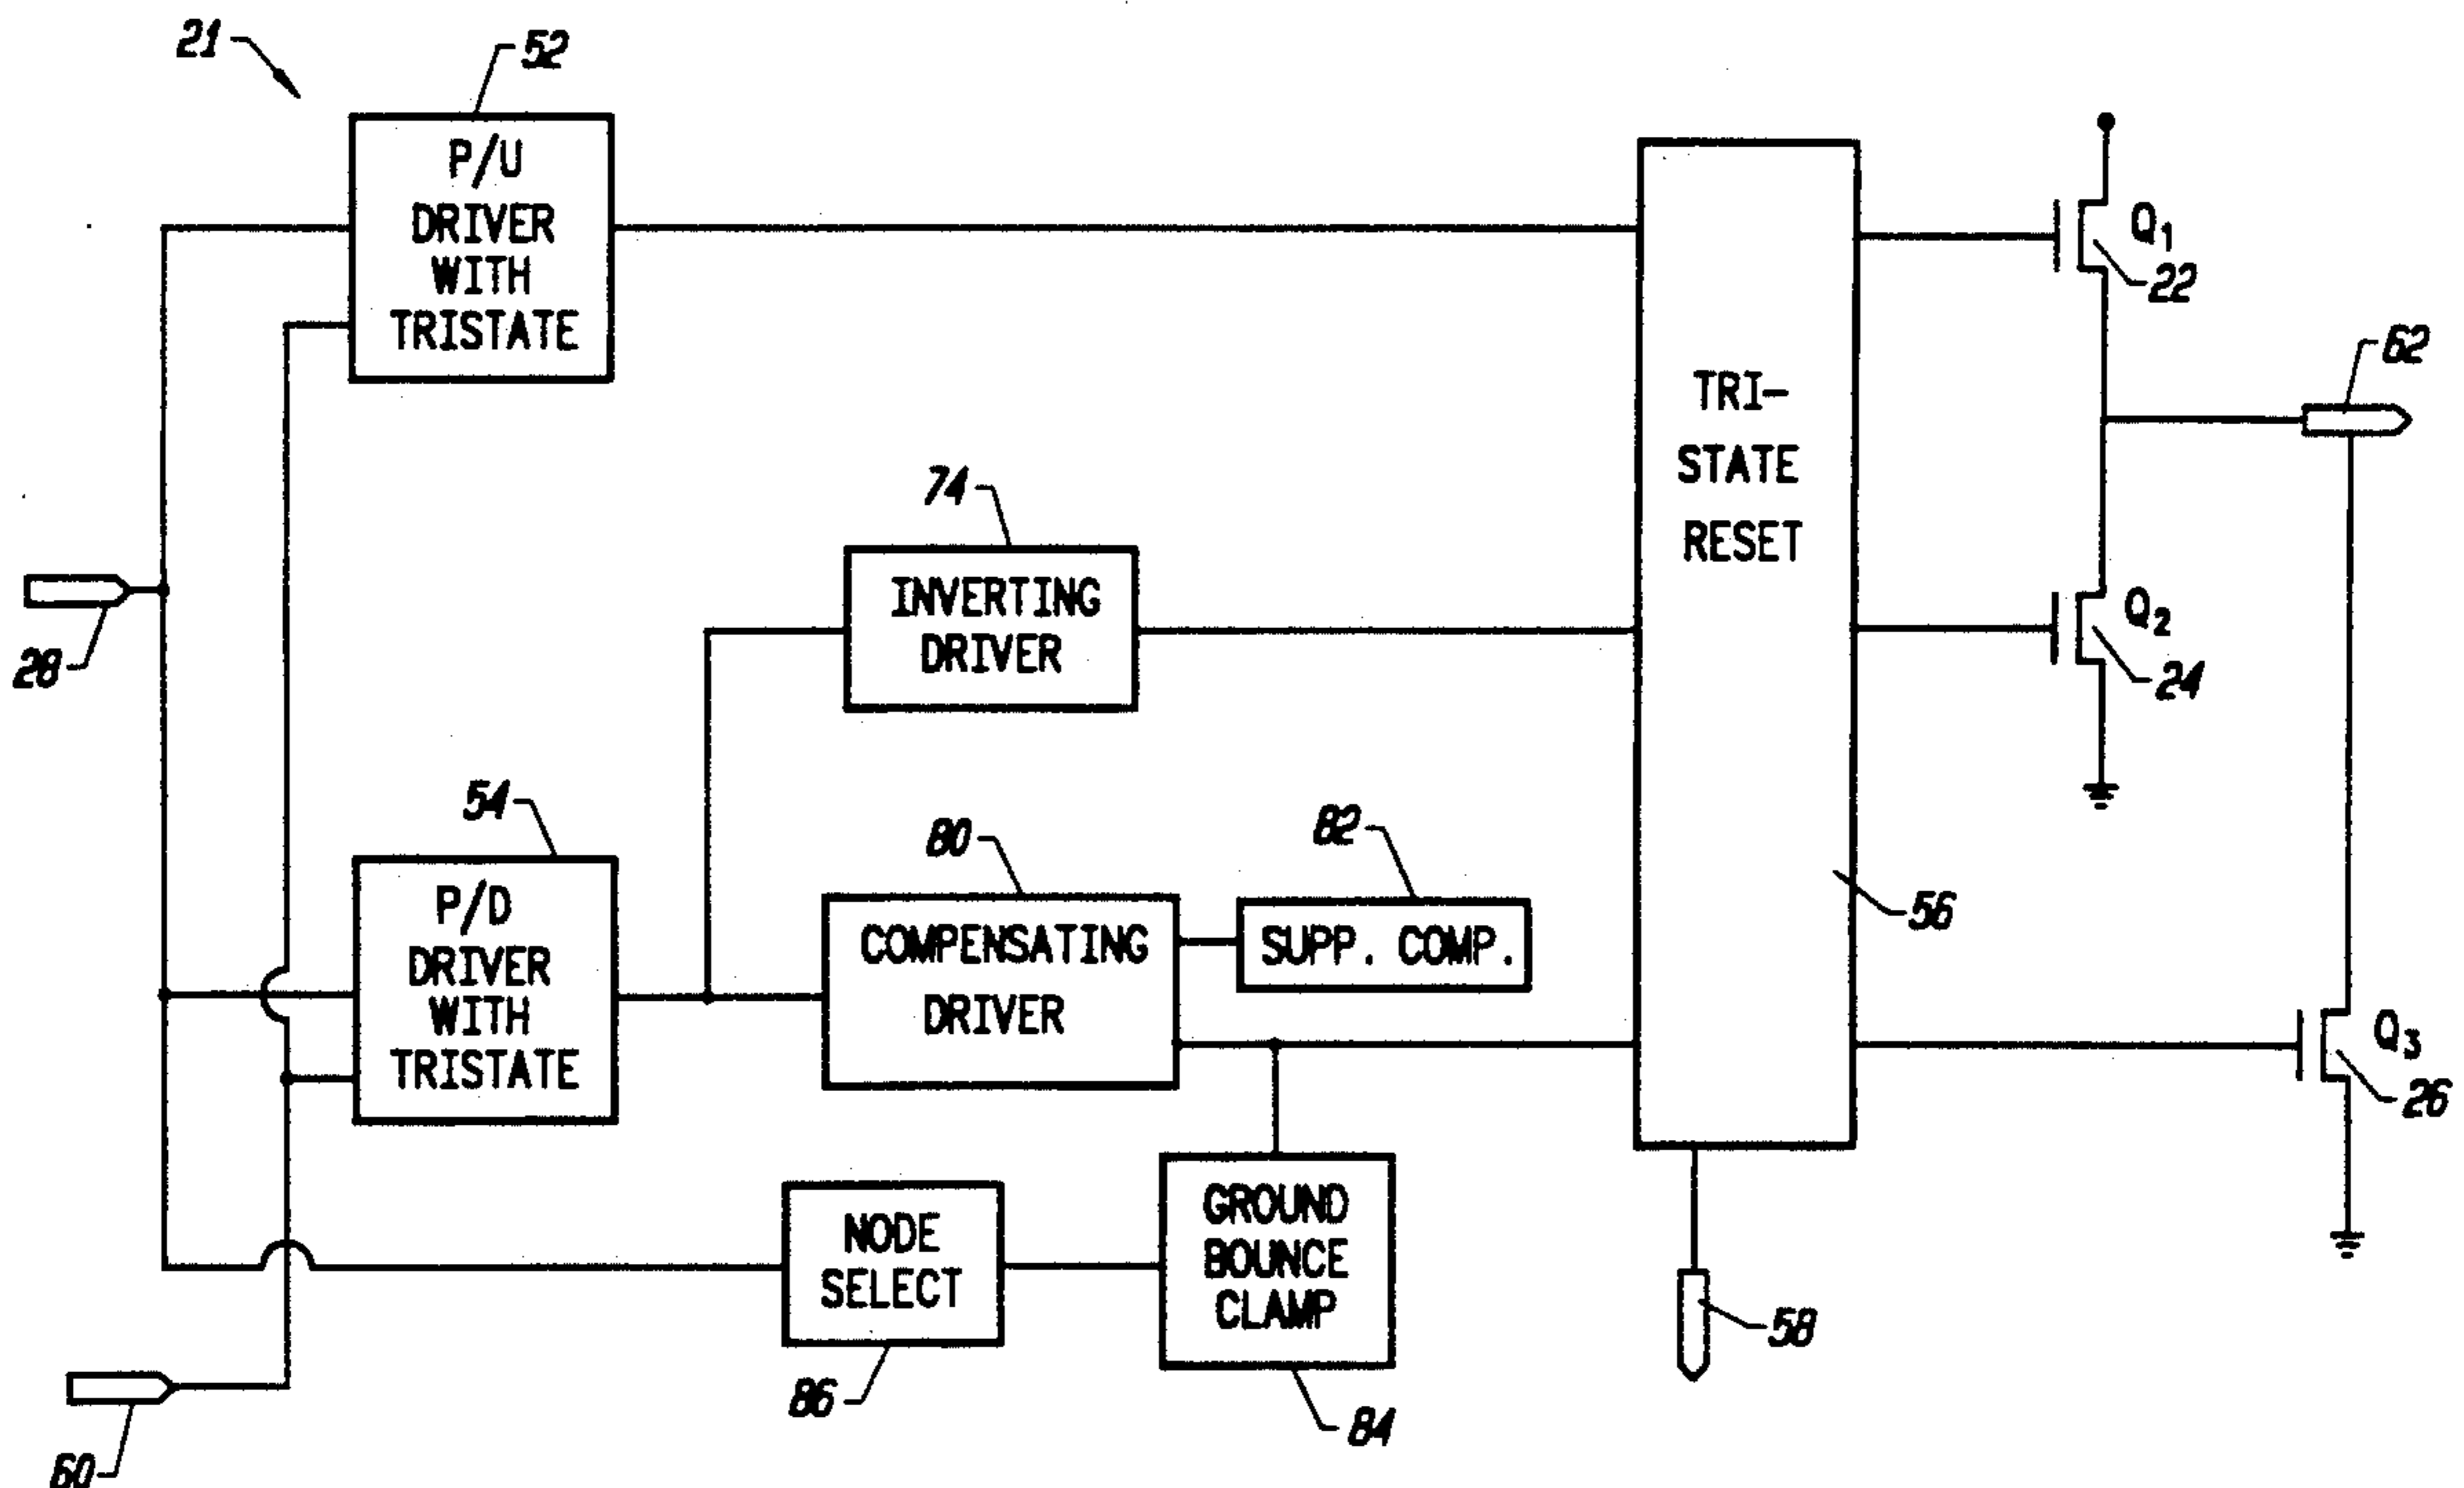 21
52
P/U
DRIVER
WITH
TRISTATE
Q1
22
62
TRI-
STATE
RESET
74
INVERTING
DRIVER
28
Q2
24
54
P/D
DRIVER
WITH
TRISTATE
80
COMPENSATING
DRIVER
82
SUPP. COMP.
56
Q3
26
NODE
SELECT
GROUND
BOUNCE
CLAMP
58
86
84
60